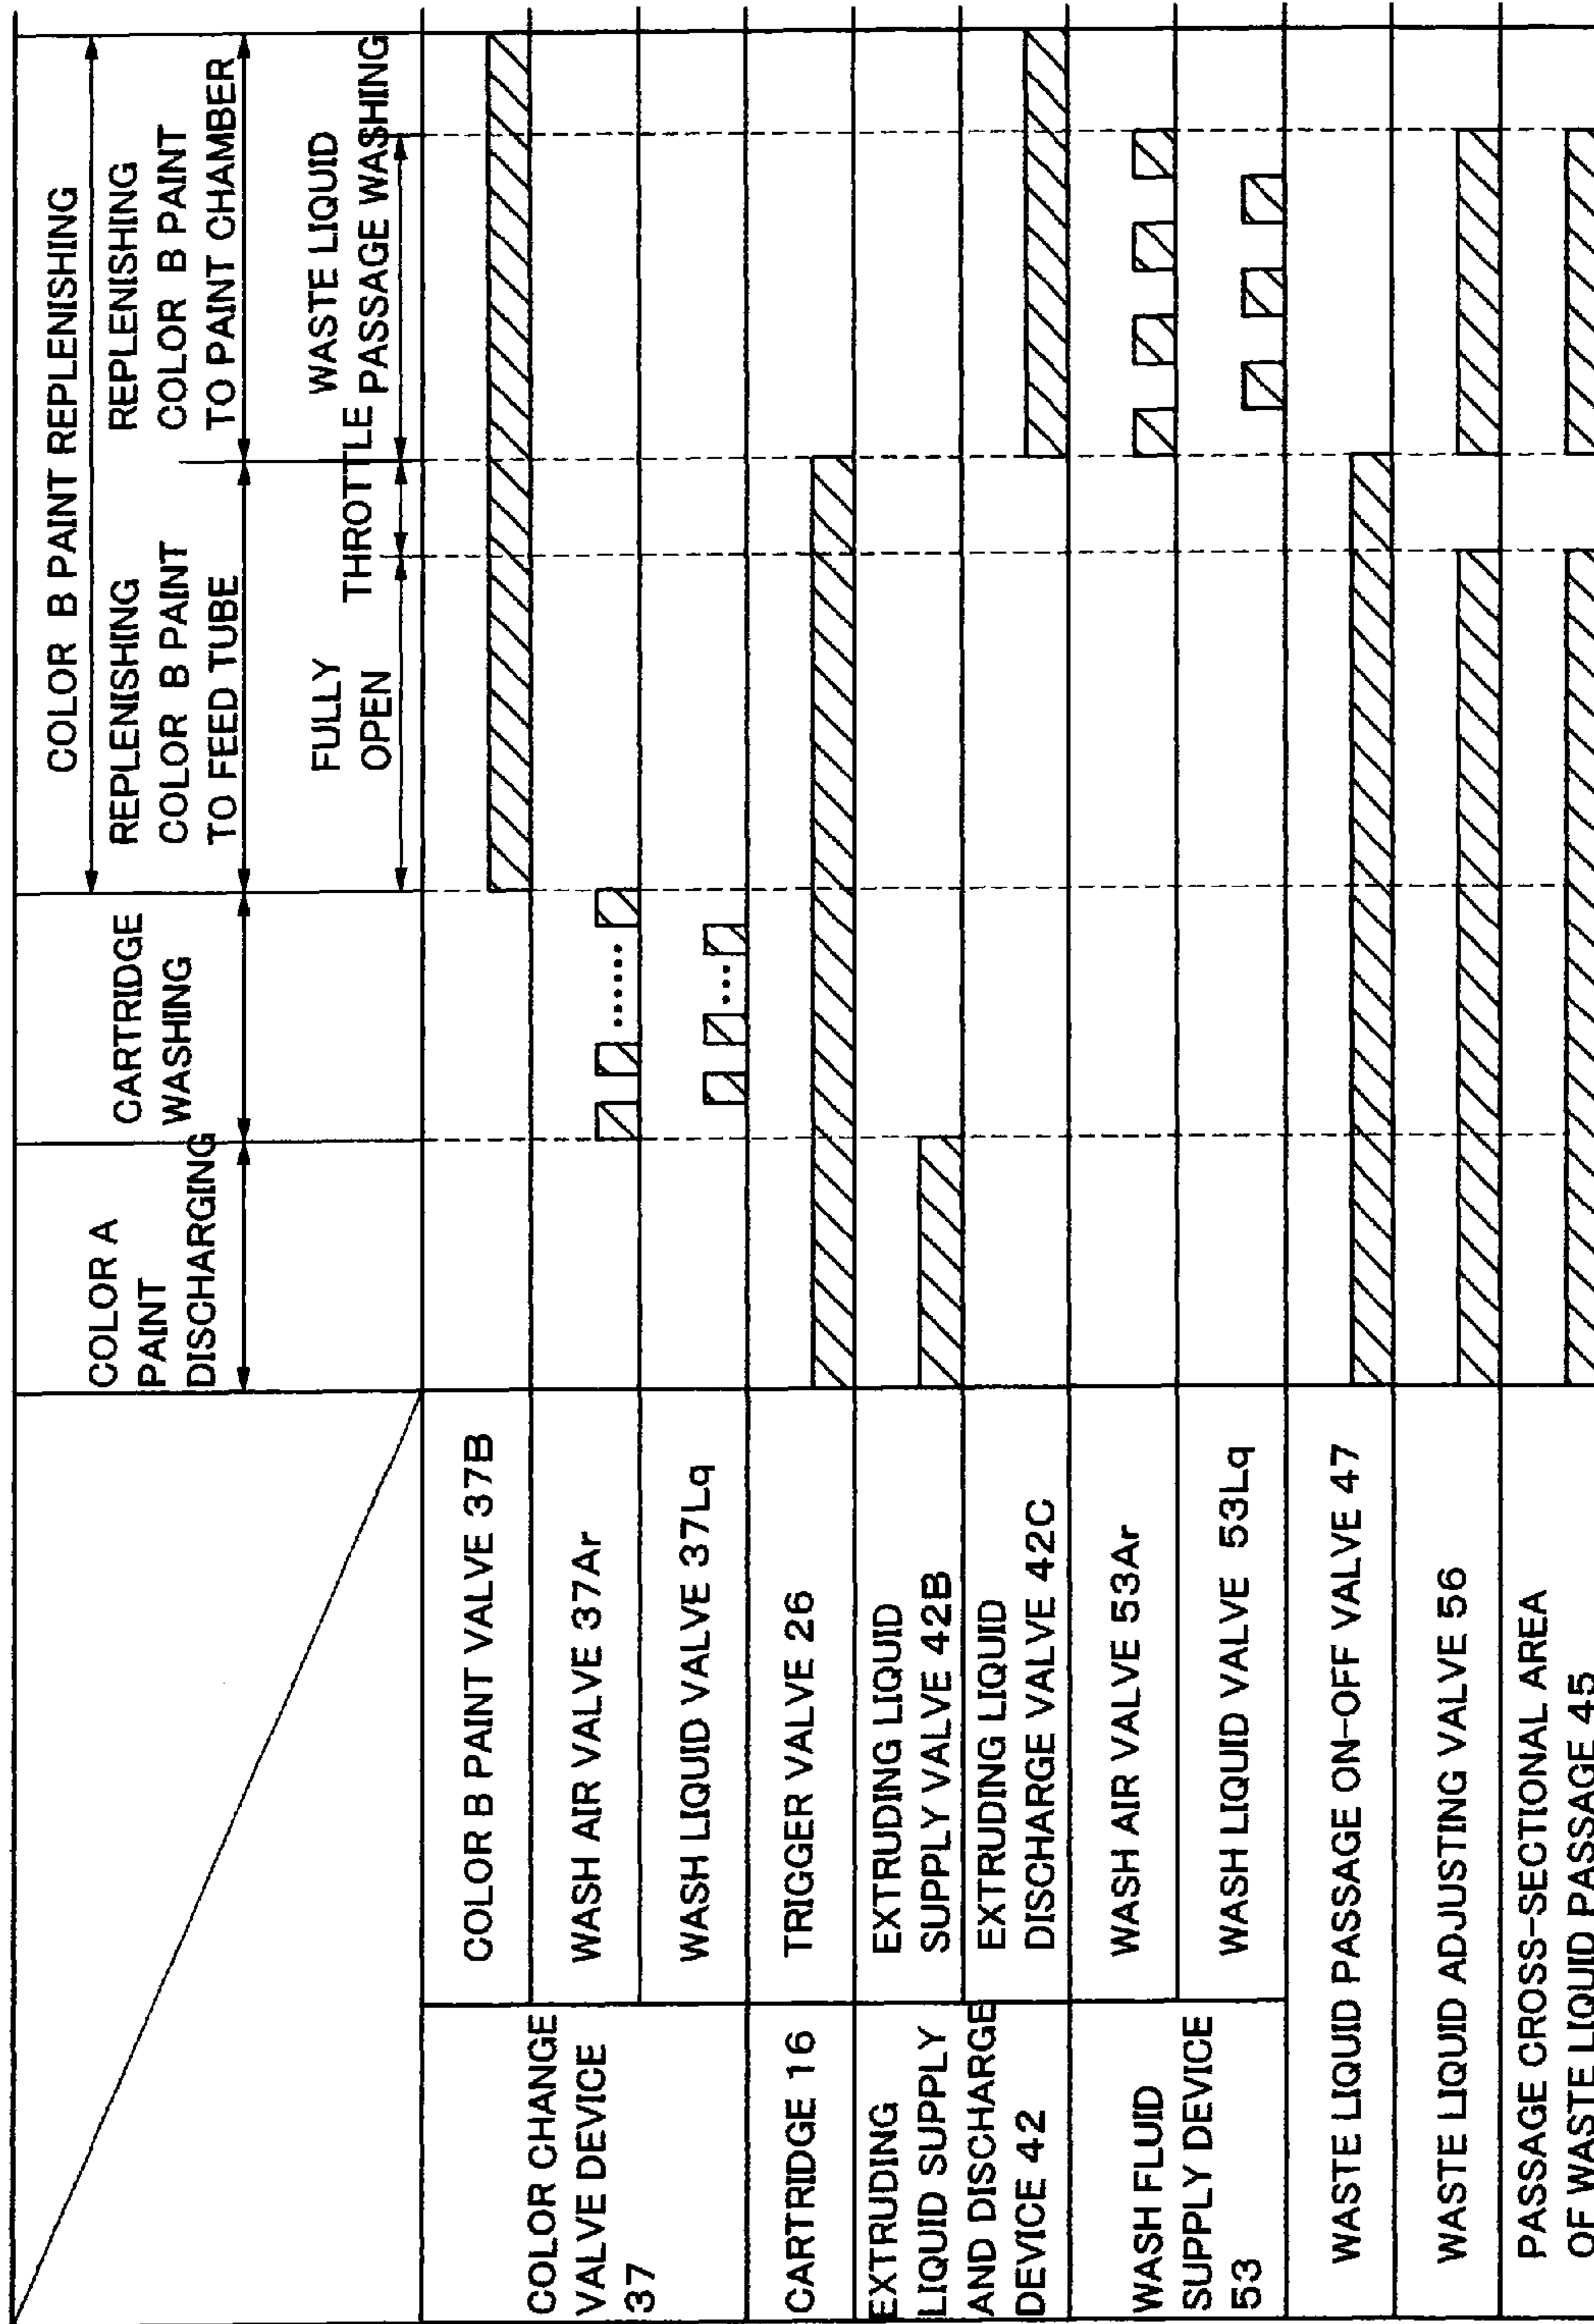 COLOR A
PAINT
DISCHARGING
CARTRIDGE
WASHING
COLOR B PAINT REPLENISHING
REPLENISHING
COLOR B PAINT
TO FEED TUBE
REPLENISHING
COLOR B PAINT
TO PAINT CHAMBER
FULLY
OPEN
THROTTLE
WASTE LIQUID
PASSAGE WASHING
COLOR CHANGE
VALVE DEVICE
37
COLOR B PAINT VALVE 37B
WASH AIR VALVE 37Ar
WASH LIQUID VALVE 37Lq
CARTRIDGE 16
TRIGGER VALVE 26
EXTRUDING
LIQUID SUPPLY
AND DISCHARGE
DEVICE 42
EXTRUDING LIQUID
SUPPLY VALVE 42B
EXTRUDING LIQUID
DISCHARGE VALVE 42C
WASH FLUID
SUPPLY DEVICE
53
WASH AIR VALVE 53Ar
WASH LIQUID VALVE 53Lq
WASTE LIQUID PASSAGE ON-OFF VALVE 47
WASTE LIQUID ADJUSTING VALVE 56
PASSAGE CROSS-SECTIONAL AREA
OF WASTE LIQUID PASSAGE 45